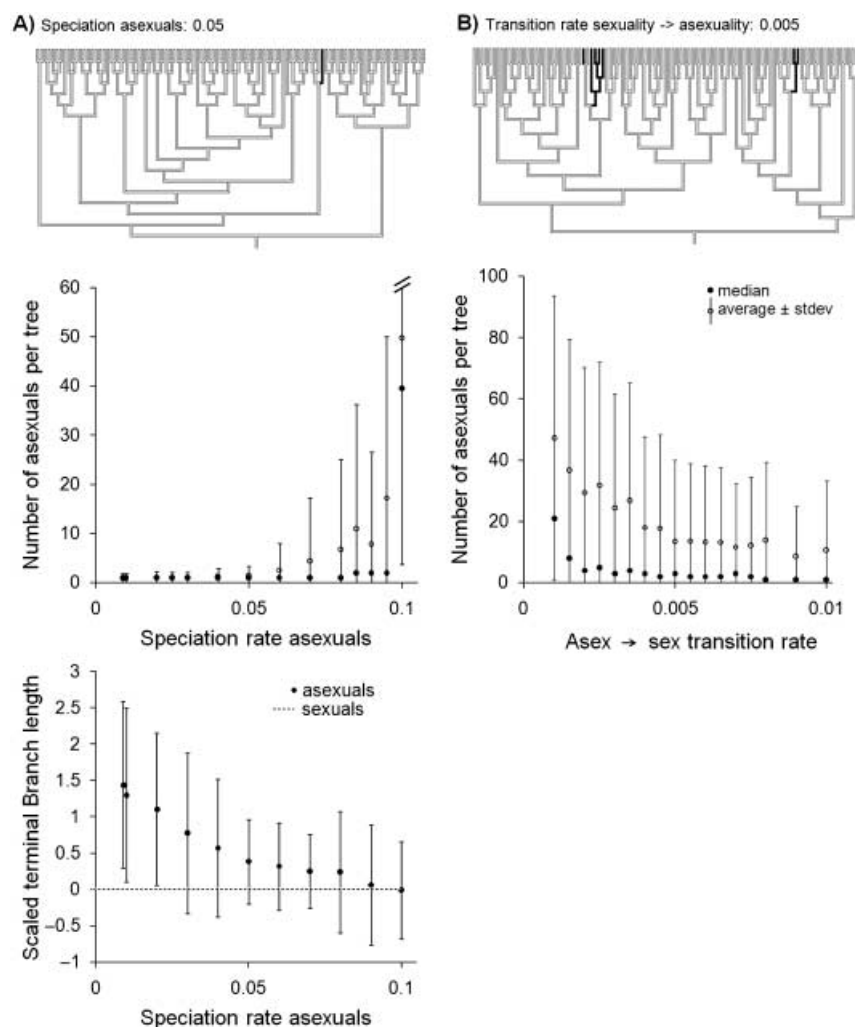 A) Speciation asexuals: 0.05
B) Transition rate sexuality -> asexuality: 0.005
Number of asexuals per tree
60
50
40
30
20
10
0
0
0.05
0.1
Speciation rate asexuals
Number of asexuals per tree
100
80
60
40
20
0
median
average ± stdev
0
0.005
0.01
Asex → sex transition rate
Scaled terminal Branch length
3
2.5
2
1.5
1
0.5
0
−0.5
−1
asexuals
sexuals
0
0.05
0.1
Speciation rate asexuals